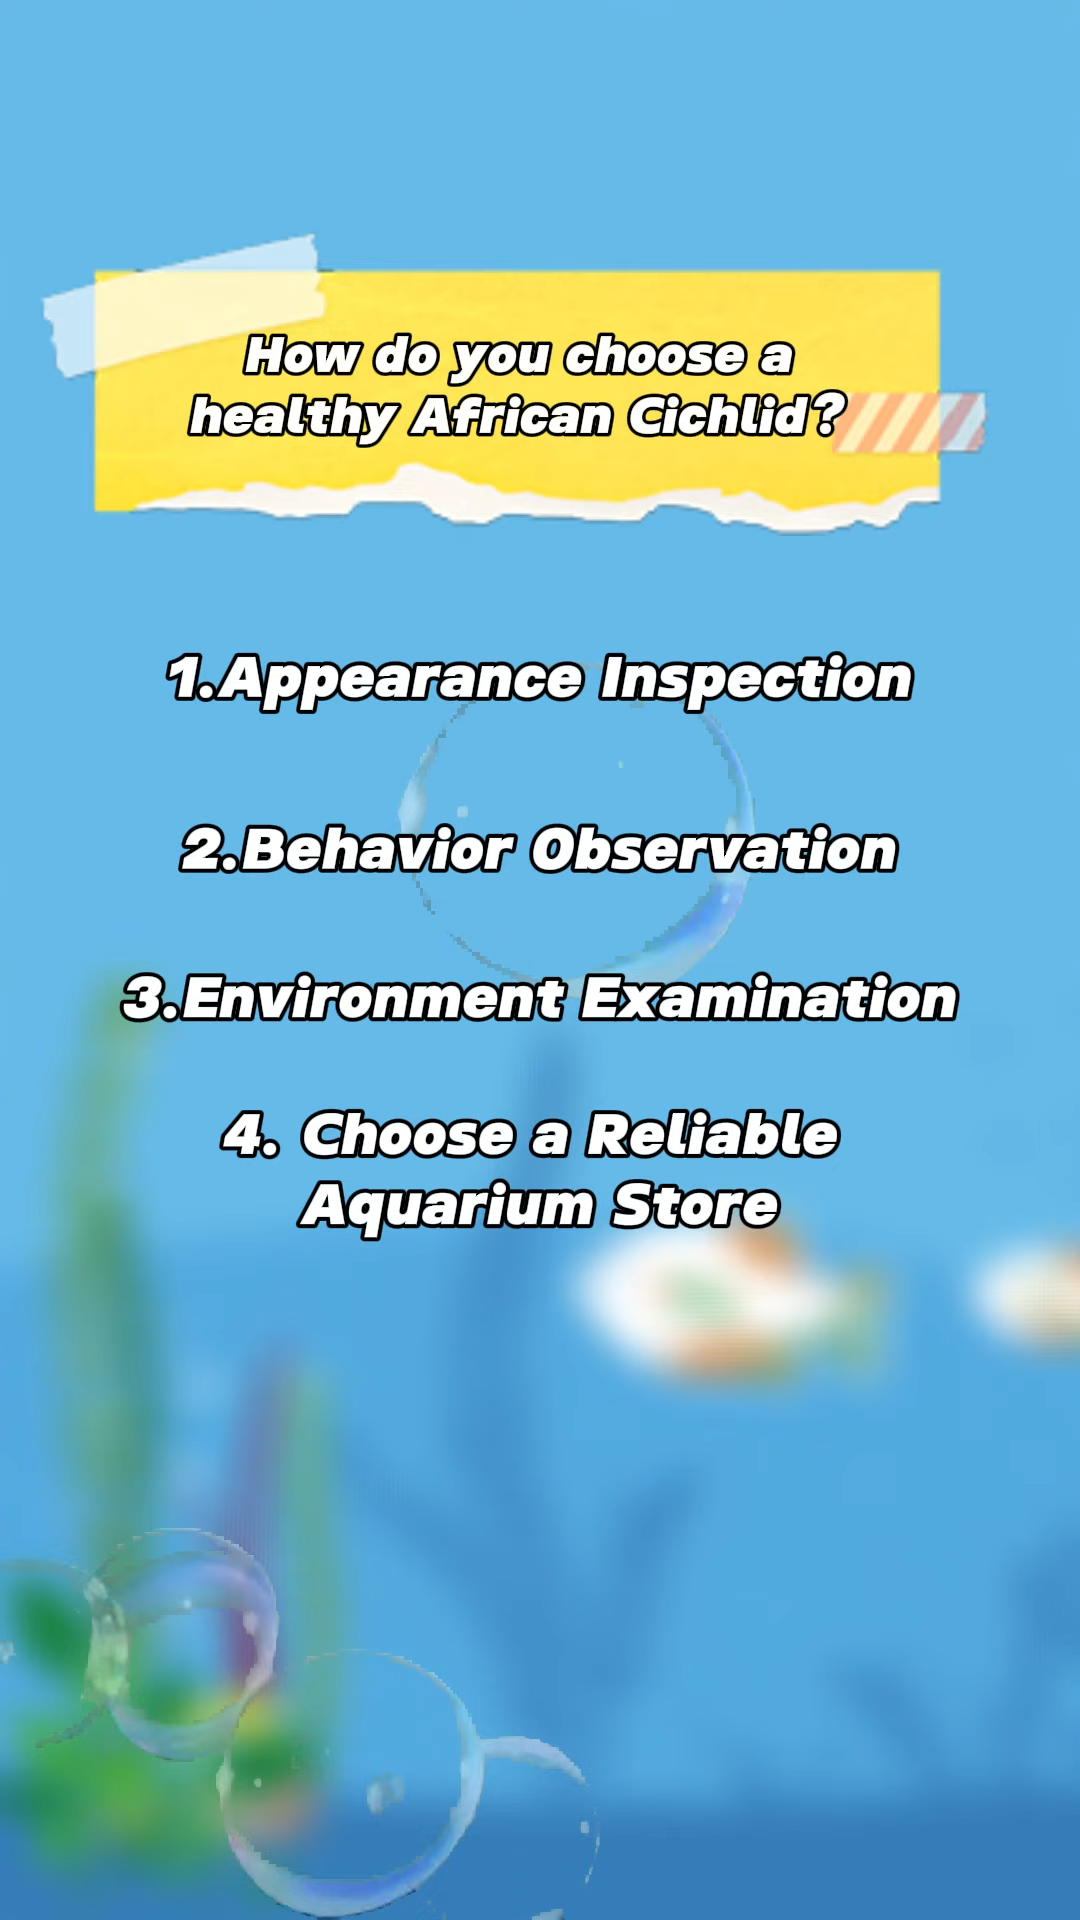 How do you choose a
healthy African Cichlid?
1.Appearance Inspection
2.Behavior Observation
3.Environment Examination
4. Choose a Reliable
Aquarium Store